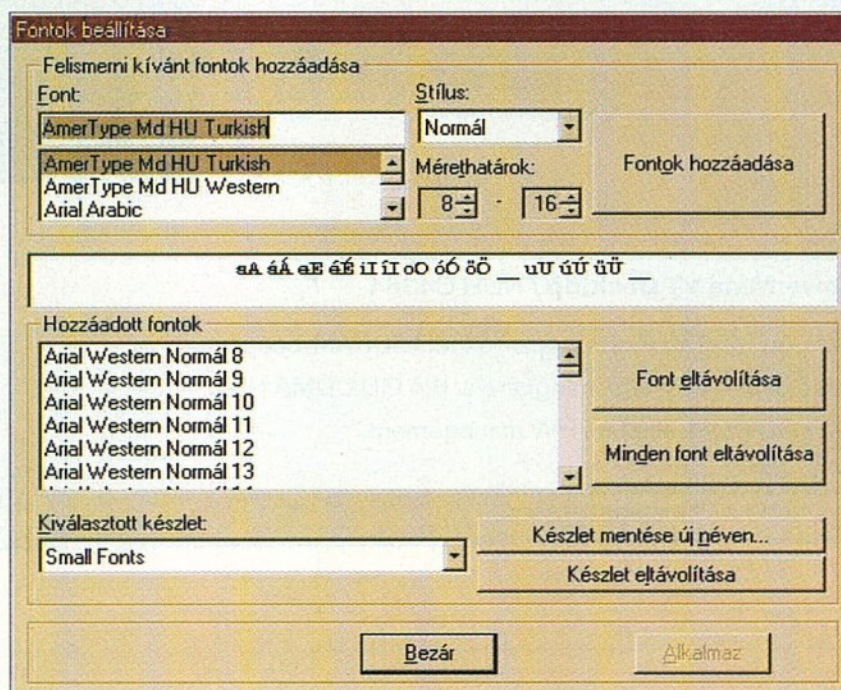 Fontok beállítása
Felismerni kívánt fontok hozzáadása
Font:
AmerType Md HU Turkish
AmerType Md HU Turkish
AmerType Md HU Western
Arial Arabic
Stílus:
Normál
Mérethatárok:
8 - 16
Fontok hozzáadása
aA áÁ eE éÉ iI íÍ oO óÓ öÖ __ uU úÚ üÜ __
Hozzáadott fontok
Arial Western Normál 8
Arial Western Normál 9
Arial Western Normál 10
Arial Western Normál 11
Arial Western Normál 12
Arial Western Normál 13
Font eltávolítása
Minden font eltávolítása
Kiválasztott készlet:
Small Fonts
Készlet mentése új néven...
Készlet eltávolítása
Bezár
Alkalmaz